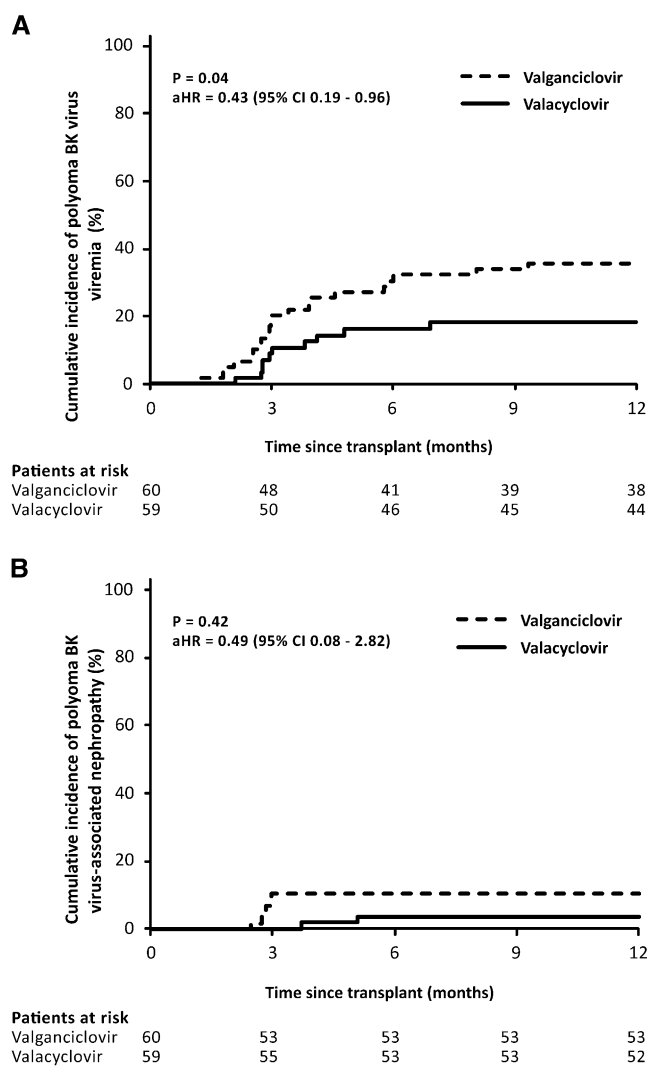 A
Cumulative incidence of polyoma BK virus
viremia (%)
100
80
60
40
20
0
P = 0.04
aHR = 0.43 (95% CI 0.19 - 0.96)
Valganciclovir
Valacyclovir
0 3 6 9 12
Time since transplant (months)
Patients at risk
Valganciclovir 60 48 41 39 38
Valacyclovir 59 50 46 45 44
B
Cumulative incidence of polyoma BK
virus-associated nephropathy (%)
100
80
60
40
20
0
P = 0.42
aHR = 0.49 (95% CI 0.08 - 2.82)
Valganciclovir
Valacyclovir
0 3 6 9 12
Time since transplant (months)
Patients at risk
Valganciclovir 60 53 53 53 53
Valacyclovir 59 55 53 53 52